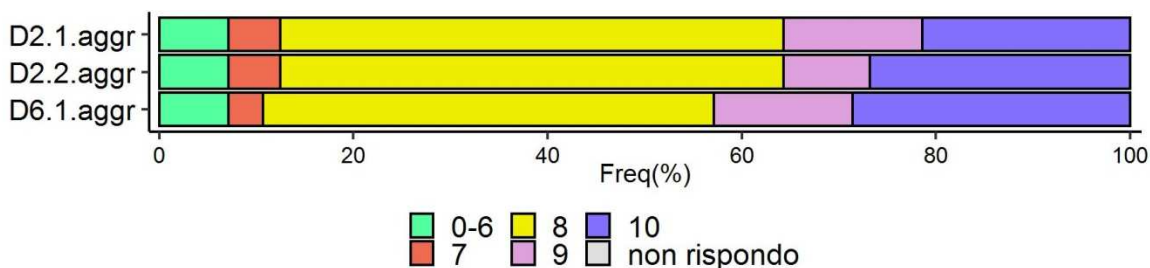 D2.1.aggr
D2.2.aggr
D6.1.aggr
0 20 40 60 80 100
Freq(%)
0-6 8 10
7 9 non rispondo